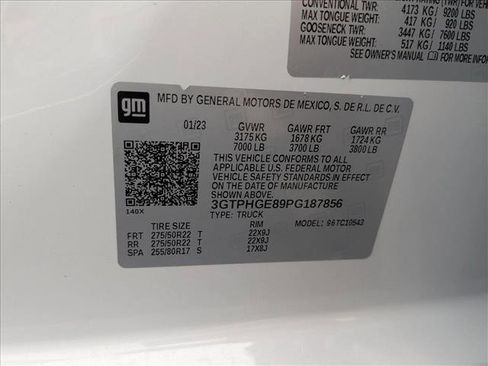 CONVENTIONAL TWR: 4173 KG/ 9200 LBS
MAX TONGUE WEIGHT: 417 KG/ 920 LBS
GOOSENECK TWR: 3447 KG/ 7600 LBS
MAX TONGUE WEIGHT: 517 KG/ 1140 LBS
SEE OWNER'S MANUAL FOR MORE INFOR
gm
MFD BY GENERAL MOTORS DE MEXICO, S. DE R.L. DE C.V.
01/23 GVWR GAWR FRT GAWR RR
3175 KG 1678 KG 1724 KG
7000 LB 3700 LB 3800 LB
THIS VEHICLE CONFORMS TO ALL
APPLICABLE U.S. FEDERAL MOTOR VEHICLE
SAFETY STANDARDS IN EFFECT ON THE DATE
OF MANUFACTURE SHOWN ABOVE.
3GTPHGE89PG187856
TYPE: TRUCK
140X
MODEL: 96TC10543
TIRE SIZE RIM
FRT 275/50R22 T 22X9J
RR 275/50R22 T 22X9J
SPA 255/80R17 S 17X8J